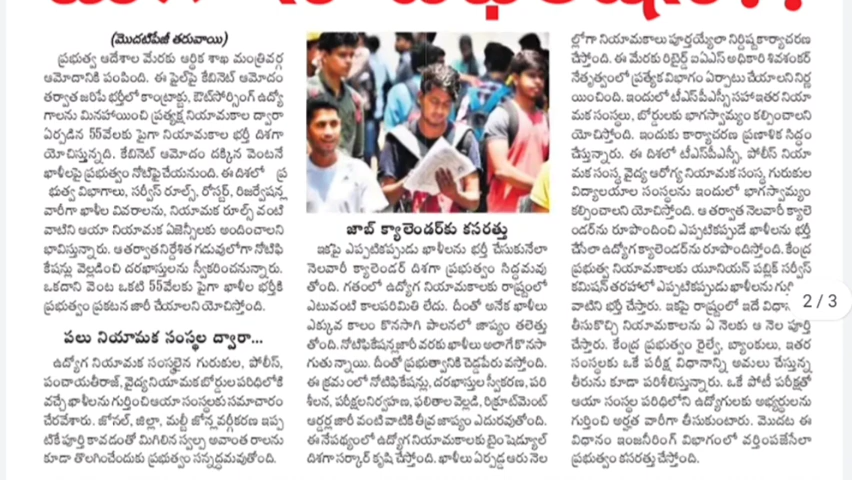 (మొదటిపేజీ తరువాయి)
ప్రభుత్వ ఆదేశాల మేరకు ఆర్థిక శాఖ మంత్రివర్గ
ఆమోదానికి పంపింది. ఈ ఫైల్‌పై కేబినెట్ ఆమోదం
తర్వాత జరిపే భర్తీలో కాంట్రాక్టు, ఔట్‌సోర్సింగ్ ఉద్యో
గాలను మినహాయించి ప్రత్యక్ష నియామకాల ద్వారా
ఏర్పడిన 55వేలకు పైగా నియామకాల భర్తీ దిశగా
యోచిస్తున్నది. కేబినెట్ ఆమోదం దక్కిన వెంటనే
ఖాళీలపై ప్రభుత్వం నోటిఫై చేయనుంది. ఈ దిశలో ప్ర
భుత్వ విభాగాలు, సర్వీస్ రూల్స్, రోస్టర్, రిజర్వేషన్ల
వారీగా ఖాళీల వివరాలను, నియామక రూల్స్ వంటి
వాటిని ఆయా నియామక ఏజెన్సీలకు అందించాలని
భావిస్తున్నారు. ఆ తర్వాత నిర్దేశిత గడువులోగా నోటిఫి
కేషన్లు వెల్లడించి దరఖాస్తులను స్వీకరించనున్నారు.
ఒకదాని వెంట ఒకటి 55వేలకు పైగా ఖాళీల భర్తీకి
ప్రభుత్వం ప్రకటన జారీ చేయాలని యోచిస్తోంది.
పలు నియామక సంస్థల ద్వారా...
ఉద్యోగ నియామక సంస్థలైన గురుకుల, పోలీస్,
పంచాయతీరాజ్, వైద్య నియామక బోర్డుల పరిధిలోకి
వచ్చే ఖాళీలను గుర్తించి ఆయా సంస్థలకు సమాచారం
చేరవేశారు. జోనల్, జిల్లా, మల్టీ జోన్ల వర్గీకరణ ఇప్ప
టికే పూర్తి కావడంతో మిగిలిన స్వల్ప అవాంత రాలను
కూడా తొలగించేందుకు ప్రభుత్వం సన్నద్ధమవుతోంది.
జాబ్ క్యాలెండర్‌కు కసరత్తు
ఇకపై ఎప్పటికప్పుడు ఖాళీలను భర్తీ చేసుకునేలా
నెలవారీ క్యాలెండర్ దిశగా ప్రభుత్వం సిద్ధమవు
తోంది. గతంలో ఉద్యోగ నియామకాలకు రాష్ట్రంలో
ఎటువంటి కాలపరిమితి లేదు. దీంతో అనేక ఖాళీలు
ఎక్కువ కాలం కొనసాగి పాలనలో జాప్యం తలెత్తు
తోంది. నోటిఫికేషన్ల జారీ వరకు ఖాళీలు అలాగే కొనసా
గుతు న్నాయి. దీంతో ప్రభుత్వానికి చెడ్డపేరు వస్తోంది.
ఈ క్రమం లో నోటిఫికేషన్లు, దరఖాస్తుల స్వీకరణ, పరి
శీలన, పరీక్షల నిర్వహణ, ఫలితాల వెల్లడి, రిక్రూట్‌మెంట్
ఆర్డర్ల జారీ వంటి వాటికి తీవ్ర జాప్యం ఎదురవుతోంది.
ఈ నేపథ్యంలో ఉద్యోగ నియామకాలకు టైం షెడ్యూల్
దిశగా సర్కార్ కృషి చేస్తోంది. ఖాళీలు ఏర్పడ్డ ఆరు నెల
ల్లోగా నియామకాలు పూర్తయ్యేలా నిర్దిష్ట కార్యాచరణ
చేస్తోంది. ఈ మేరకు రిటైర్డ్ ఐఏఎస్ అధికారి శివశంకర్
నేతృత్వంలో ప్రత్యేక విభాగం ఏర్పాటు చేయాలని నిర్ణ
యించింది. ఇందులో టీఎస్‌పీఎస్సీ సహా ఇతర నియా
మక సంస్థలు, బోర్డులకు భాగస్వామ్యం కల్పించాలని
యోచిస్తోంది. ఇందుకు కార్యాచరణ ప్రణాళిక సిద్ధం
చేస్తున్నారు. ఈ దిశలో టీఎస్‌పీఎస్సీ, పోలీస్ నియా
మక సంస్థ, వైద్య ఆరోగ్య నియామక సంస్థ, గురుకుల
విద్యాలయాల సంస్థలను ఇందులో భాగస్వామ్యం
కల్పించాలని యోచిస్తోంది. ఆ తర్వాత నెలవారీ క్యాలె
ండర్‌ను రూపొందించి ఎప్పటికప్పుడే ఖాళీలను భర్తీ
చేసేలా ఉద్యోగ క్యాలెండర్‌ను రూపొందిస్తోంది. కేంద్ర
ప్రభుత్వ నియామకాలకు యూనియన్ పబ్లిక్ సర్వీస్
కమిషన్ తరహాలో ఎప్పటికప్పుడు ఖాళీలను
వాటిని భర్తీ చేస్తారు. ఇకపై రాష్ట్రంలో ఇదే
తీసుకొచ్చి నియామకాలను ఏ నెలకు ఆ నెల పూర్తి
చేస్తారు. కేంద్ర ప్రభుత్వం రైల్వే, బ్యాంకులు, ఇతర
సంస్థలకు ఒకే పరీక్ష విధానాన్ని అమలు చేస్తున్న
తీరును కూడా పరిశీలిస్తున్నారు. ఒకే పోటీ పరీక్షతో
ఆయా సంస్థల పరిధిలోని ఉద్యోగులకు అభ్యర్థులను
గుర్తించి అర్హత వారీగా తీసుకుంటారు. మొదట ఈ
విధానం ఇంజనీరింగ్ విభాగంలో వర్తింపజేసేలా
ప్రభుత్వం కసరత్తు చేస్తోంది.
2 / 3